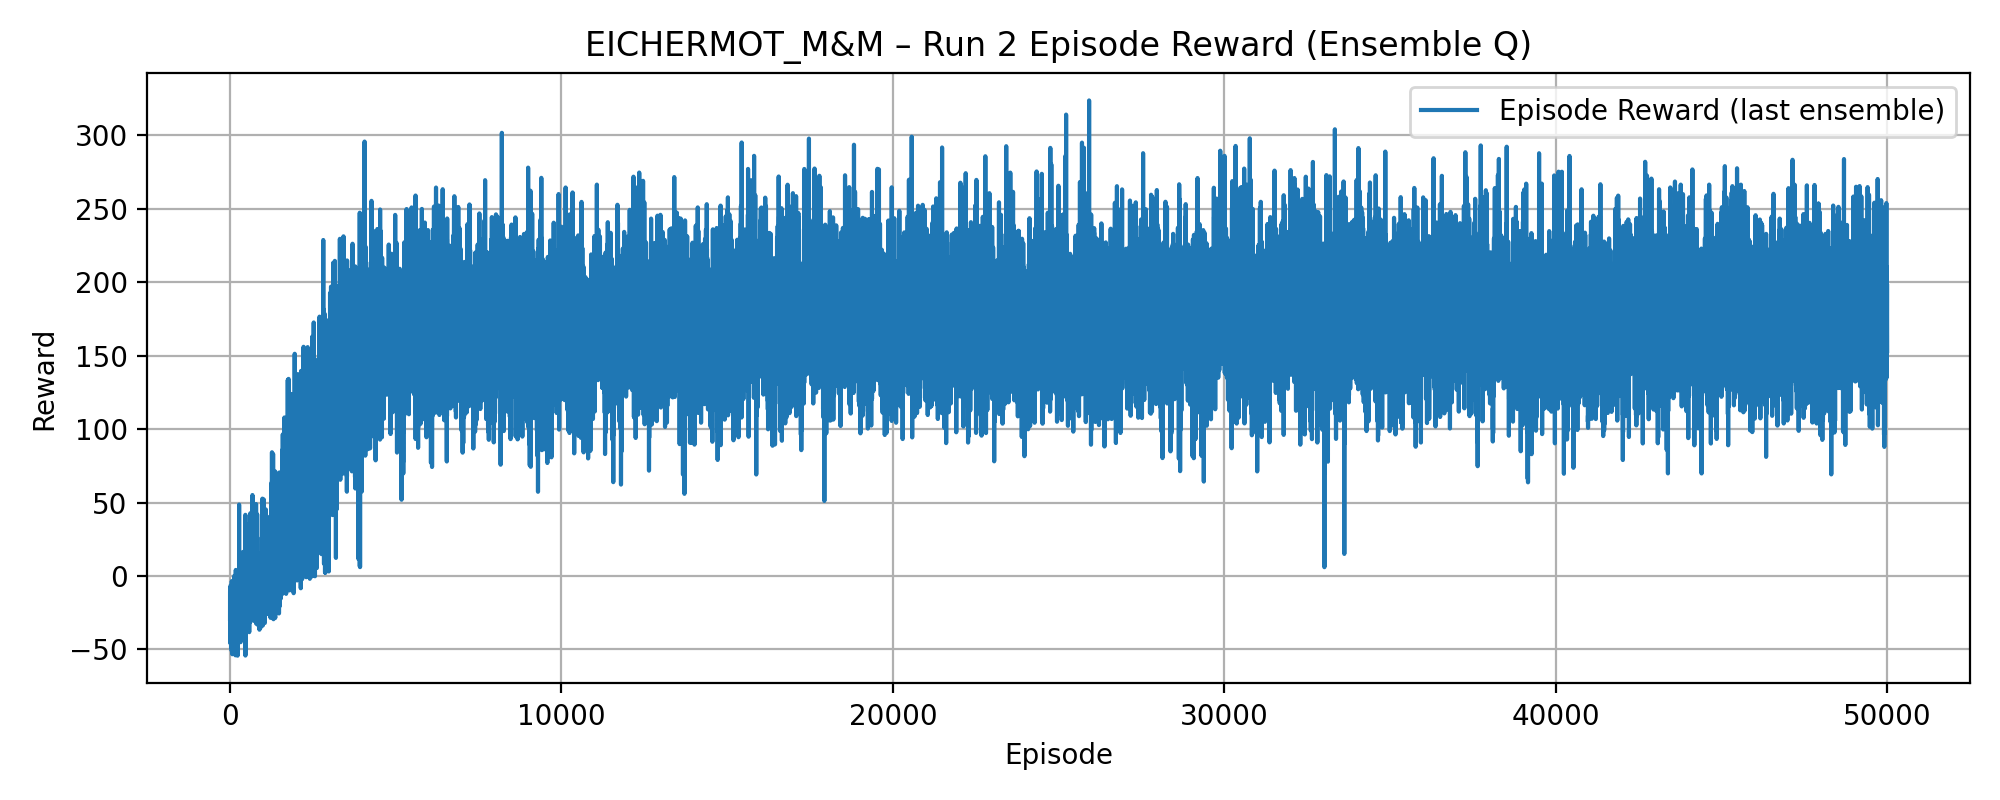 EICHERMOT_M&M – Run 2 Episode Reward (Ensemble Q)
Episode Reward (last ensemble)
Reward
300
250
200
150
100
50
0
−50
0 10000 20000 30000 40000 50000
Episode